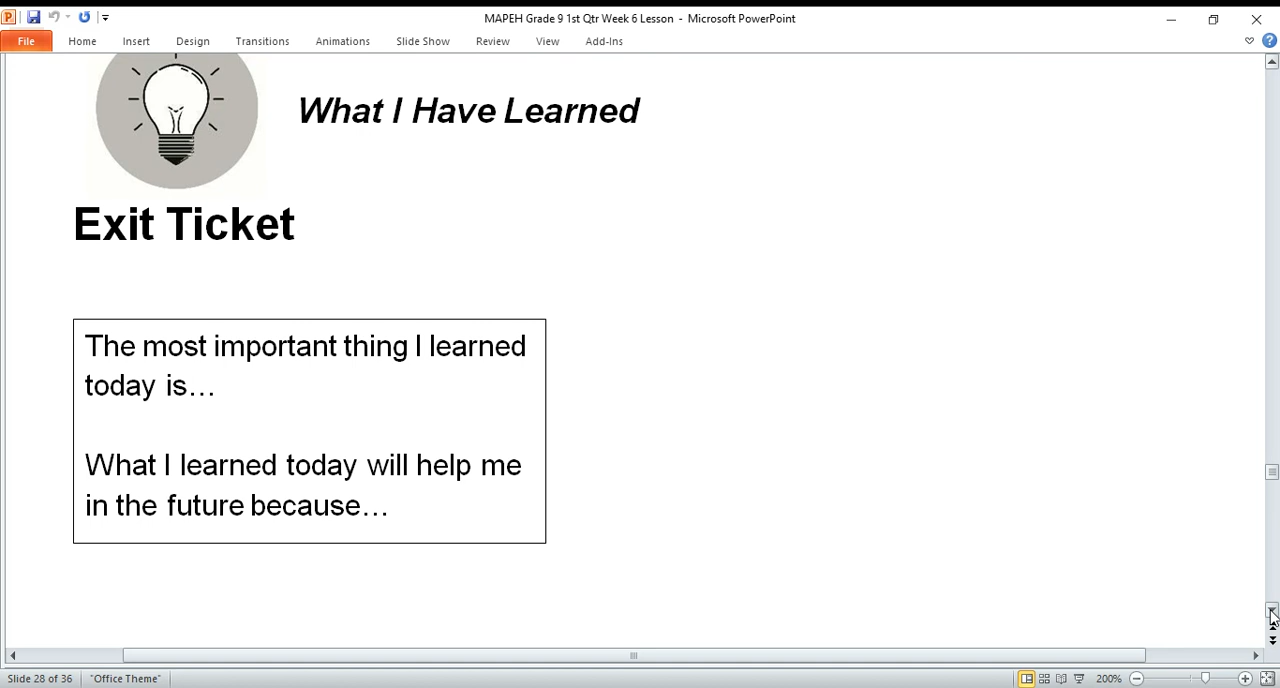 MAPEH Grade 9 1st Qtr Week 6 Lesson - Microsoft PowerPoint
File Home Insert Design Transitions Animations Slide Show Review View Add-Ins
What I Have Learned
Exit Ticket
The most important thing I learned
today is…
What I learned today will help me
in the future because…
Slide 28 of 36 "Office Theme" 200%